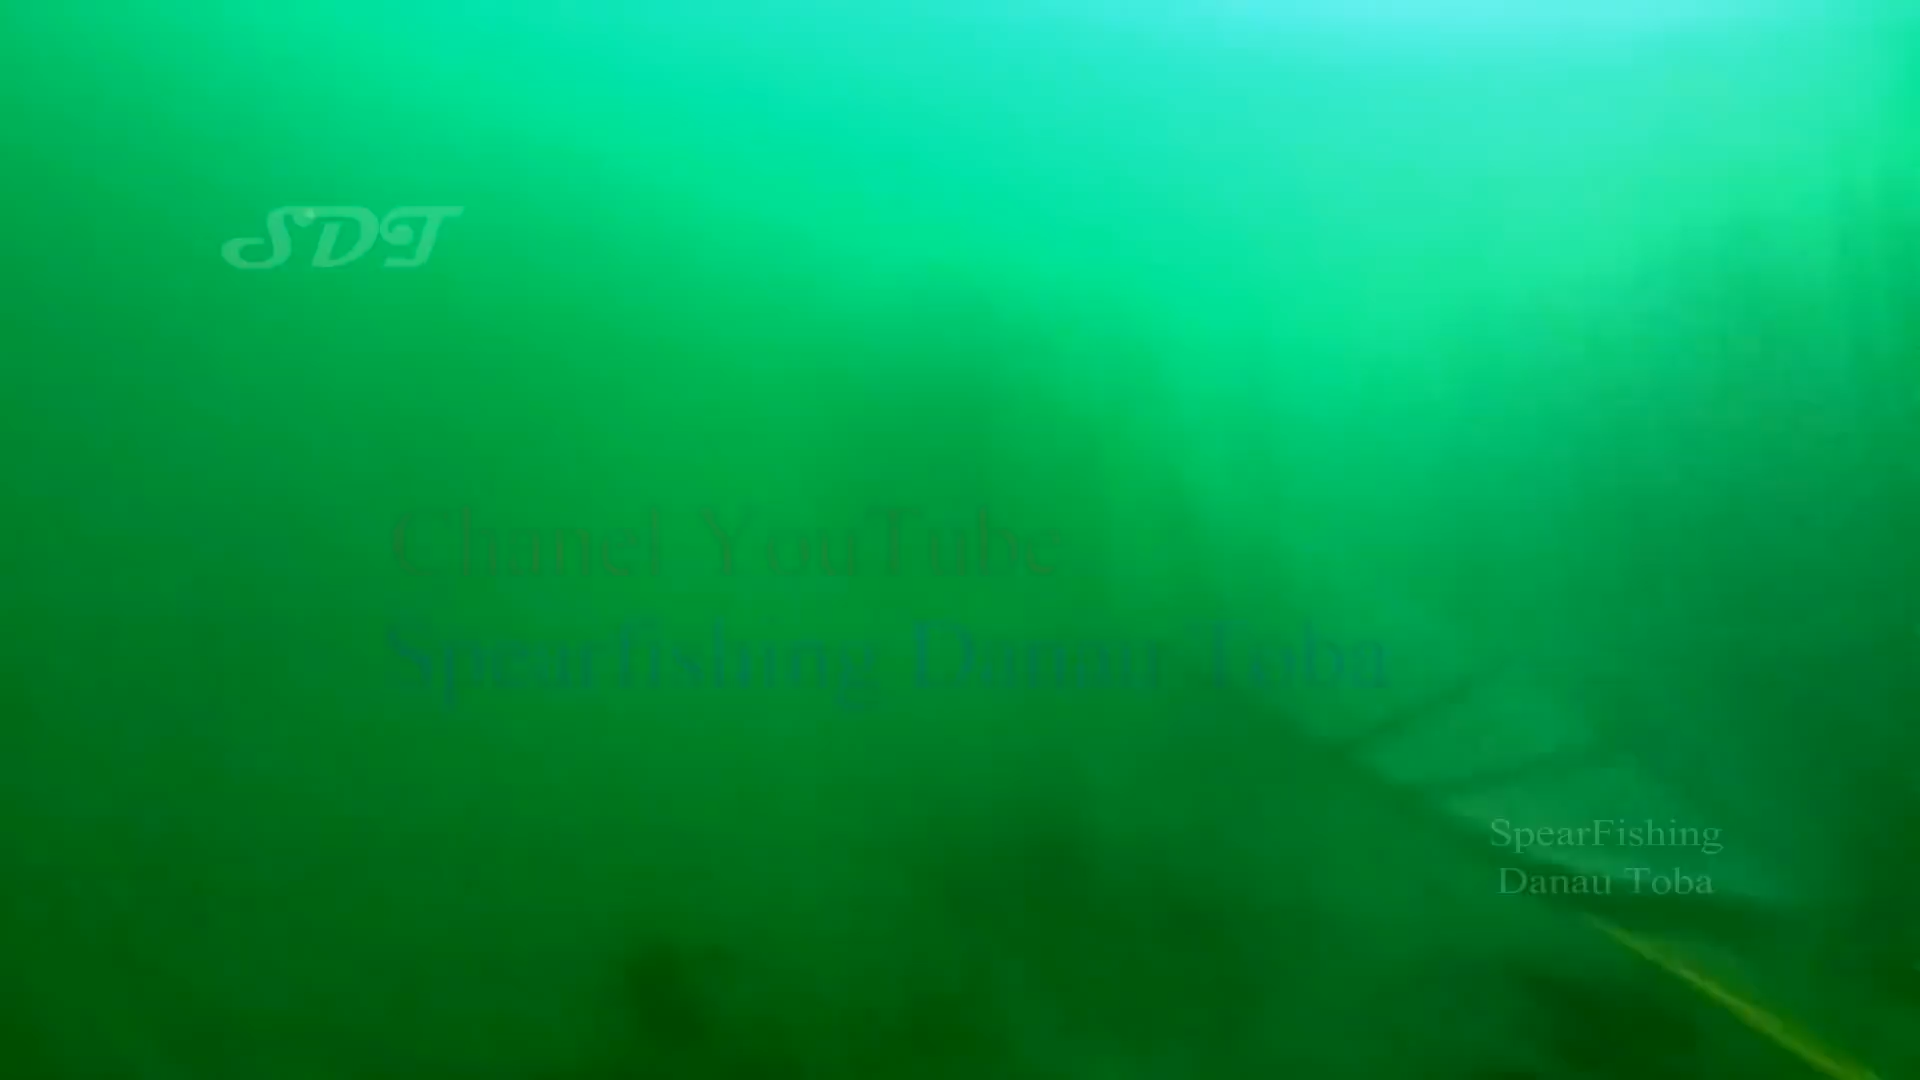 SDT
Chanel YouTube
Spearfishing Danau Toba
SpearFishing
Danau Toba